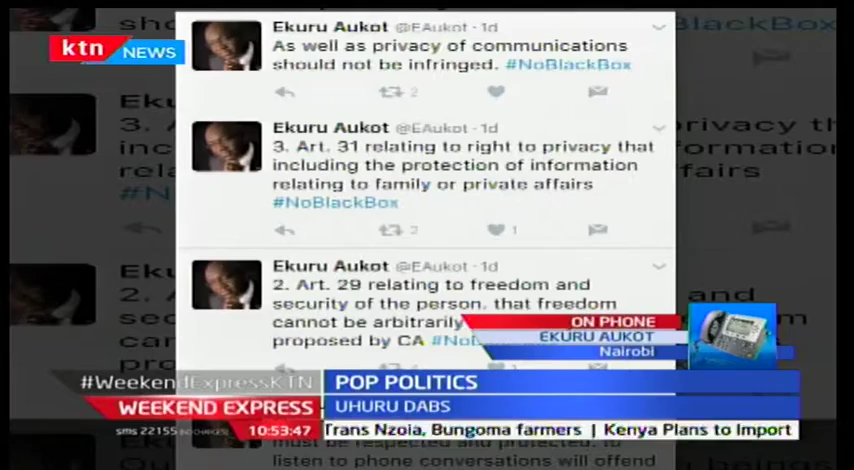 ktn NEWS
Ekuru Aukot @EAukot · 1d
As well as privacy of communications
should not be infringed. #NoBlackBox
2
Ekuru Aukot @EAukot · 1d
3. Art. 31 relating to right to privacy that
including the protection of information
relating to family or private affairs
#NoBlackBox
2 1
Ekuru Aukot @EAukot · 1d
2. Art. 29 relating to freedom and
security of the person, that freedom
cannot be arbitrarily
proposed by CA #No
ON PHONE
EKURU AUKOT
Nairobi
#WeekendExpressKTN
POP POLITICS
WEEKEND EXPRESS
UHURU DABS
sms 22155
10:53:47
Trans Nzoia, Bungoma farmers | Kenya Plans to Import
must be respected and protected, to
listen to phone conversations will offend